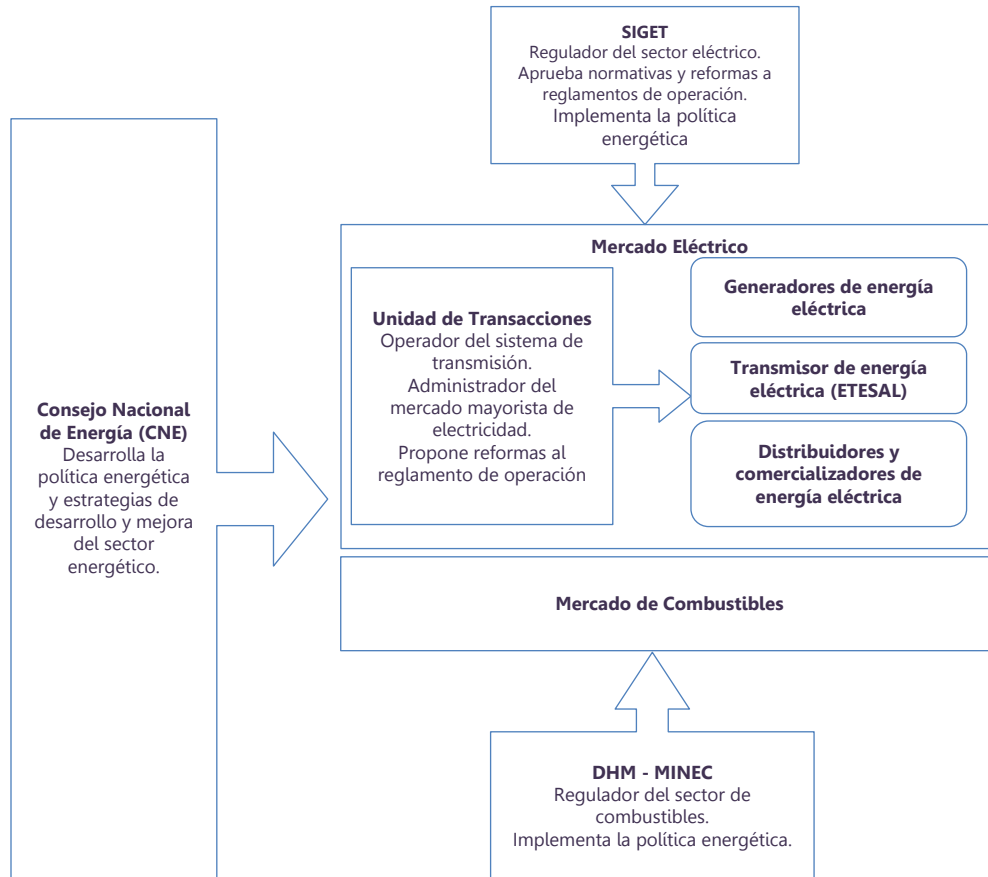 SIGET
Regulador del sector eléctrico.
Aprueba normativas y reformas a
reglamentos de operación.
Implementa la política
energética
Mercado Eléctrico
Unidad de Transacciones
Operador del sistema de
transmisión.
Administrador del
mercado mayorista de
electricidad.
Propone reformas al
reglamento de operación
Generadores de energía
eléctrica
Transmisor de energía
eléctrica (ETESAL)
Distribuidores y
comercializadores de
energía eléctrica
Consejo Nacional
de Energía (CNE)
Desarrolla la
política energética
y estrategias de
desarrollo y mejora
del sector
energético.
Mercado de Combustibles
DHM - MINEC
Regulador del sector de
combustibles.
Implementa la política energética.